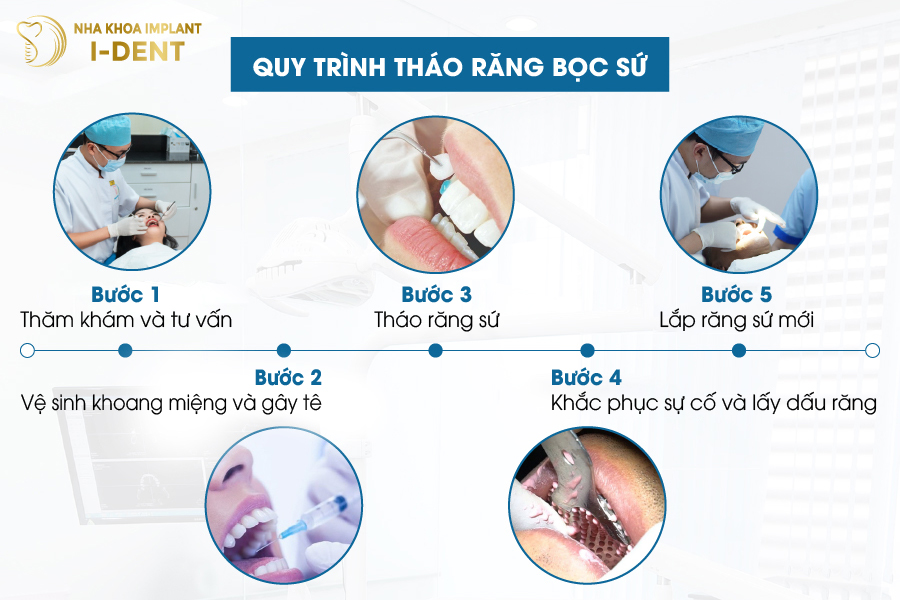 NHA KHOA IMPLANT
I-DENT
QUY TRÌNH THÁO RĂNG BỌC SỨ
Bước 1
Thăm khám và tư vấn
Bước 2
Vệ sinh khoang miệng và gây tê
Bước 3
Tháo răng sứ
Bước 4
Khắc phục sự cố và lấy dấu răng
Bước 5
Lắp răng sứ mới